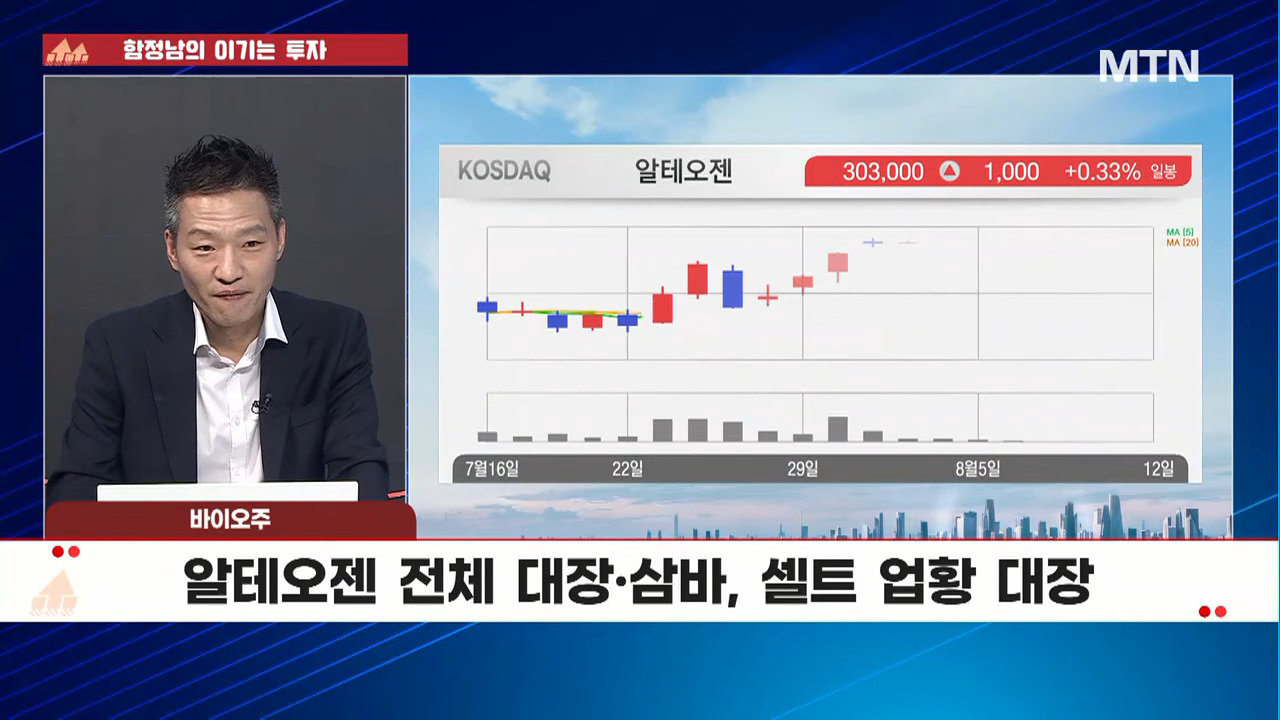 함정남의 이기는 투자
MTN
KOSDAQ 알테오젠 303,000 1,000 +0.33% 일봉
MA [5]
MA [20]
7월16일 22일 29일 8월5일 12일
바이오주
알테오젠 전체 대장·삼바, 셀트 업황 대장